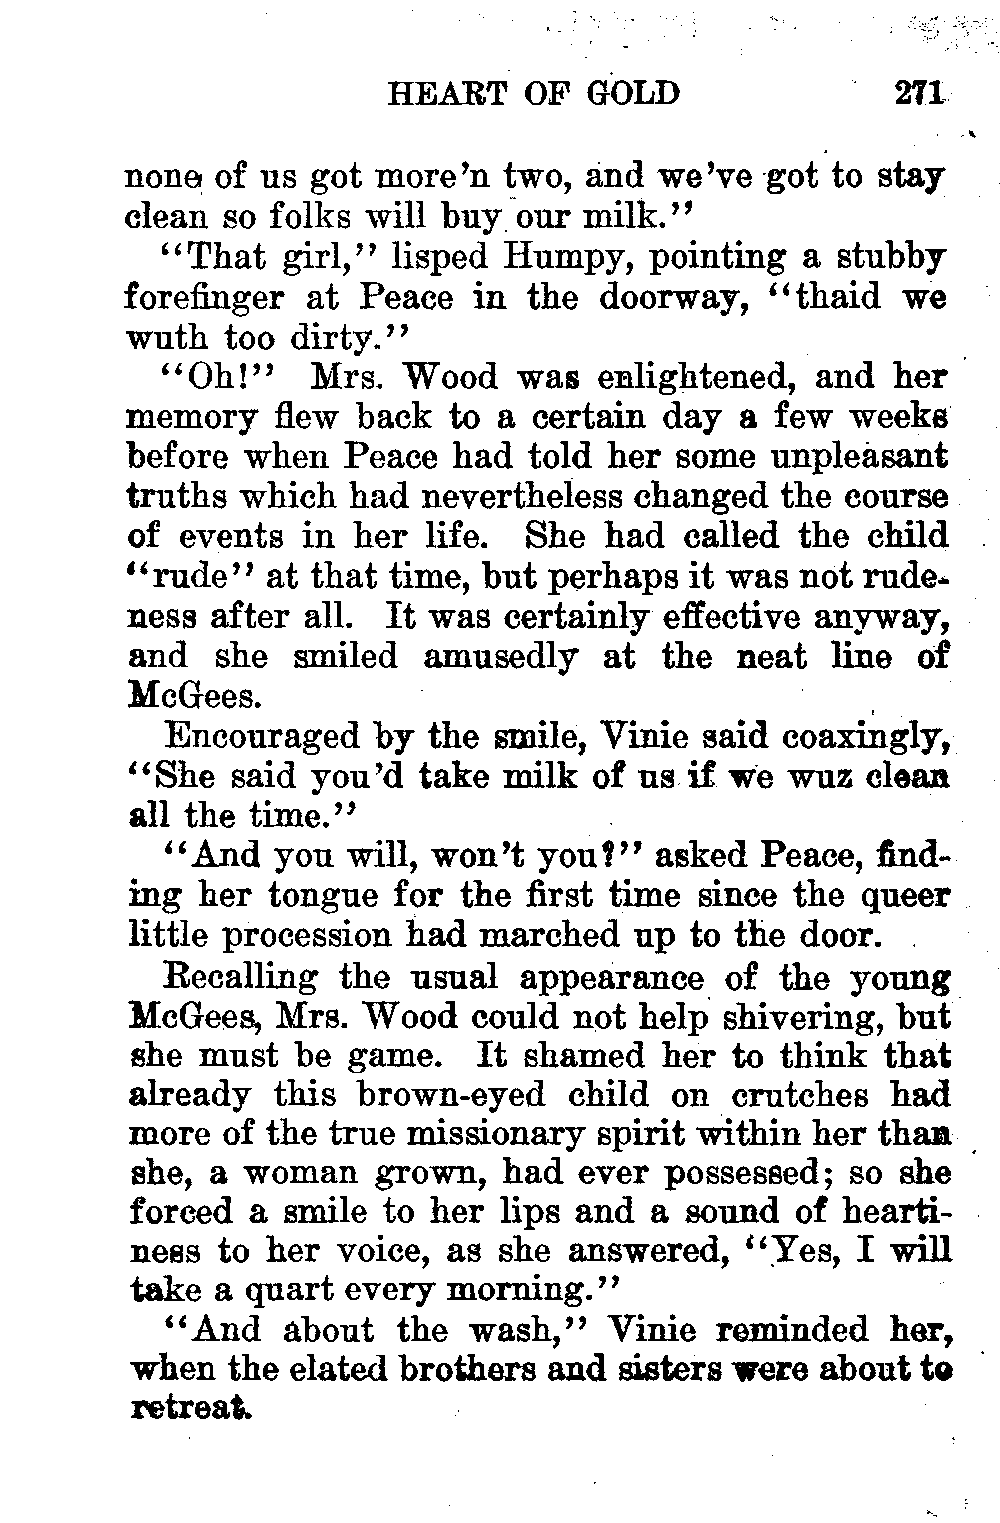 HEART OF GOLD 271
none of us got more'n two, and we've got to stay
clean so folks will buy our milk."
"That girl," lisped Humpy, pointing a stubby
forefinger at Peace in the doorway, "thaid we
wuth too dirty."
"Oh!" Mrs. Wood was enlightened, and her
memory flew back to a certain day a few weeks
before when Peace had told her some unpleasant
truths which had nevertheless changed the course
of events in her life. She had called the child
"rude" at that time, but perhaps it was not rude-
ness after all. It was certainly effective anyway,
and she smiled amusedly at the neat line of
McGees.
Encouraged by the smile, Vinie said coaxingly,
"She said you'd take milk of us if we wuz clean
all the time."
"And you will, won't you?" asked Peace, find-
ing her tongue for the first time since the queer
little procession had marched up to the door.
Recalling the usual appearance of the young
McGees, Mrs. Wood could not help shivering, but
she must be game. It shamed her to think that
already this brown-eyed child on crutches had
more of the true missionary spirit within her than
she, a woman grown, had ever possessed; so she
forced a smile to her lips and a sound of hearti-
ness to her voice, as she answered, "Yes, I will
take a quart every morning."
"And about the wash," Vinie reminded her,
when the elated brothers and sisters were about to
retreat.